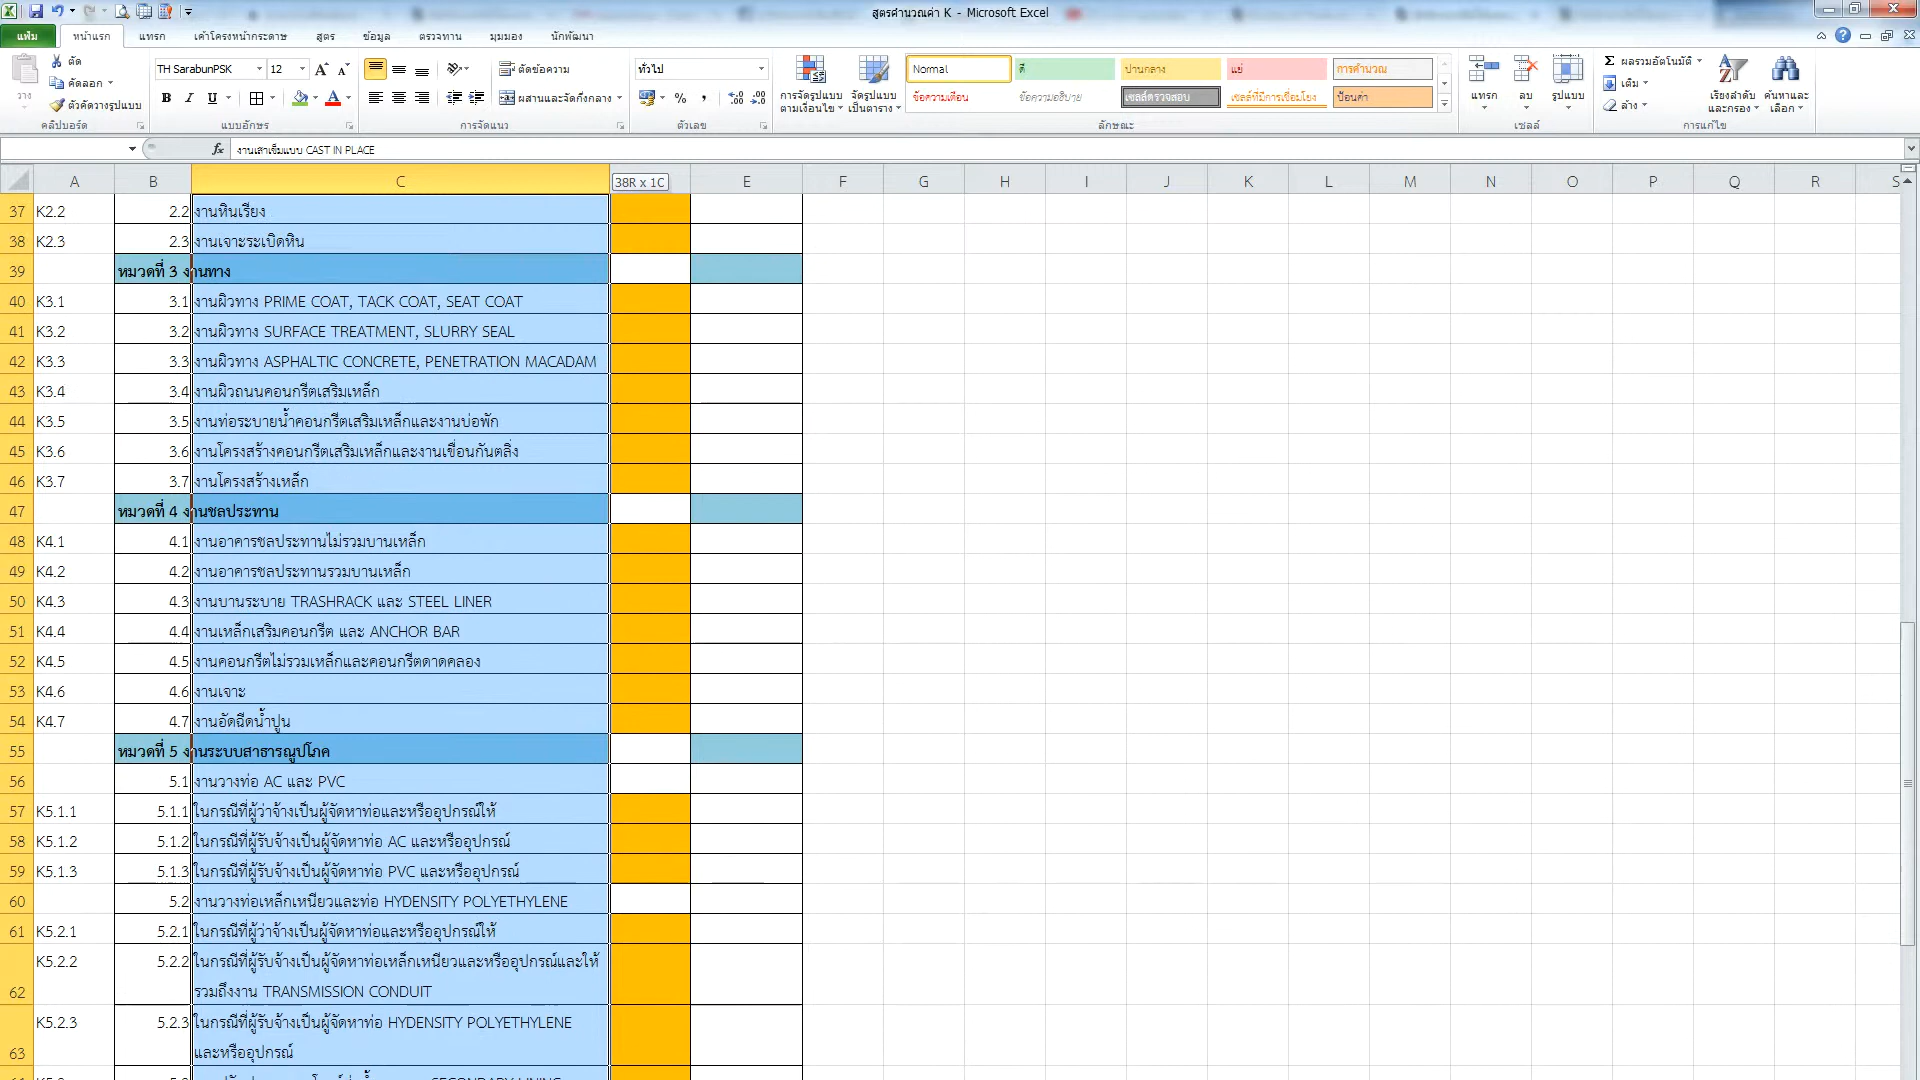 สูตรคำนวณค่า K - Microsoft Excel
แฟ้ม หน้าแรก แทรก เค้าโครงหน้ากระดาษ สูตร ข้อมูล ตรวจทาน มุมมอง นักพัฒนา
วาง ตัด คัดลอก ตัวคัดวางรูปแบบ คลิปบอร์ด
TH SarabunPSK 12 B I U แบบอักษร
ตัดข้อความ ผสานและจัดกึ่งกลาง การจัดแนว
ทั่วไป % , ตัวเลข
การจัดรูปแบบตามเงื่อนไข จัดรูปแบบเป็นตาราง
Normal ดี ปานกลาง แย่ การคำนวณ
ข้อความเตือน ข้อความอธิบาย เซลล์ตรวจสอบ เซลล์ที่มีการเชื่อมโยง ป้อนค่า
ลักษณะ
แทรก ลบ รูปแบบ เซลล์
ผลรวมอัตโนมัติ เติม ล้าง เรียงลำดับและกรอง ค้นหาและเลือก การแก้ไข
fx งานเสาเข็มแบบ CAST IN PLACE
A B C 38R x 1C E F G H I J K L M N O P Q R S
37 K2.2 2.2 งานหินเรียง
38 K2.3 2.3 งานเจาะระเบิดหิน
39 หมวดที่ 3 งานทาง
40 K3.1 3.1 งานผิวทาง PRIME COAT, TACK COAT, SEAT COAT
41 K3.2 3.2 งานผิวทาง SURFACE TREATMENT, SLURRY SEAL
42 K3.3 3.3 งานผิวทาง ASPHALTIC CONCRETE, PENETRATION MACADAM
43 K3.4 3.4 งานผิวถนนคอนกรีตเสริมเหล็ก
44 K3.5 3.5 งานท่อระบายน้ำคอนกรีตเสริมเหล็กและงานบ่อพัก
45 K3.6 3.6 งานโครงสร้างคอนกรีตเสริมเหล็กและงานเขื่อนกันตลิ่ง
46 K3.7 3.7 งานโครงสร้างเหล็ก
47 หมวดที่ 4 งานชลประทาน
48 K4.1 4.1 งานอาคารชลประทานไม่รวมบานเหล็ก
49 K4.2 4.2 งานอาคารชลประทานรวมบานเหล็ก
50 K4.3 4.3 งานบานระบาย TRASHRACK และ STEEL LINER
51 K4.4 4.4 งานเหล็กเสริมคอนกรีต และ ANCHOR BAR
52 K4.5 4.5 งานคอนกรีตไม่รวมเหล็กและคอนกรีตดาดคลอง
53 K4.6 4.6 งานเจาะ
54 K4.7 4.7 งานอัดฉีดน้ำปูน
55 หมวดที่ 5 งานระบบสาธารณูปโภค
56 5.1 งานวางท่อ AC และ PVC
57 K5.1.1 5.1.1 ในกรณีที่ผู้ว่าจ้างเป็นผู้จัดหาท่อและหรืออุปกรณ์ให้
58 K5.1.2 5.1.2 ในกรณีที่ผู้รับจ้างเป็นผู้จัดหาท่อ AC และหรืออุปกรณ์
59 K5.1.3 5.1.3 ในกรณีที่ผู้รับจ้างเป็นผู้จัดหาท่อ PVC และหรืออุปกรณ์
60 5.2 งานวางท่อเหล็กเหนียวและท่อ HYDENSITY POLYETHYLENE
61 K5.2.1 5.2.1 ในกรณีที่ผู้ว่าจ้างเป็นผู้จัดหาท่อและหรืออุปกรณ์ให้
62 K5.2.2 5.2.2 ในกรณีที่ผู้รับจ้างเป็นผู้จัดหาท่อเหล็กเหนียวและหรืออุปกรณ์และให้
รวมถึงงาน TRANSMISSION CONDUIT
63 K5.2.3 5.2.3 ในกรณีที่ผู้รับจ้างเป็นผู้จัดหาท่อ HYDENSITY POLYETHYLENE
และหรืออุปกรณ์